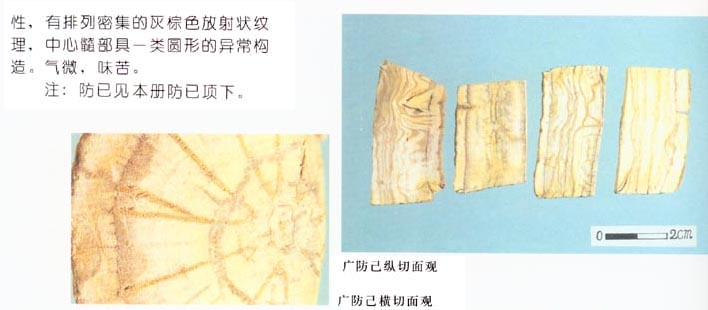 性，有排列密集的灰棕色放射状纹
理，中心髓部具一类圆形的异常构
造。气微，味苦。
注：防已见本册防已项下。
0 2cm
广防己纵切面观
广防己横切面观